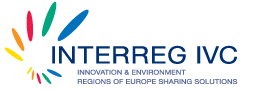 INTERREG IVC
INNOVATION & ENVIRONMENT
REGIONS OF EUROPE SHARING SOLUTIONS